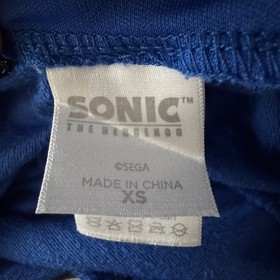 SONIC™
THE HEDGEHOG
©SEGA
MADE IN CHINA
XS